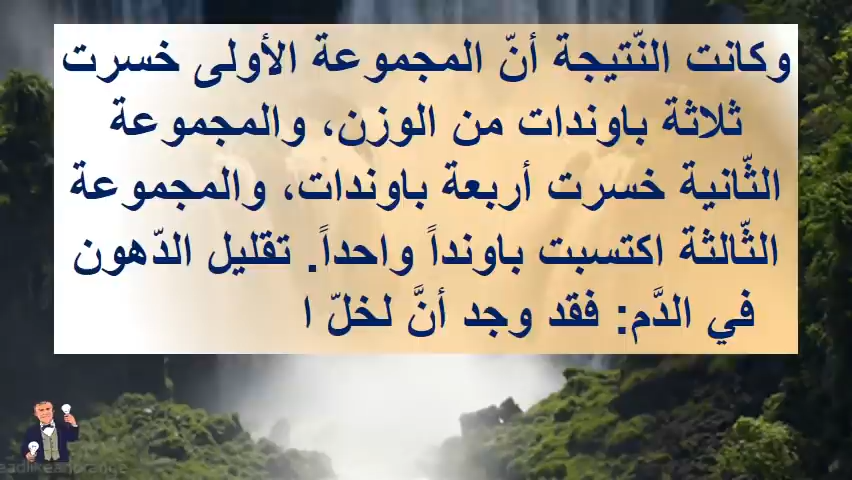 وكانت النّتيجة أنّ المجموعة الأولى خسرت
ثلاثة باوندات من الوزن، والمجموعة
الثّانية خسرت أربعة باوندات، والمجموعة
الثّالثة اكتسبت باونداً واحداً. تقليل الدّهون
في الدَّم: فقد وجد أنَّ لخلّ ا